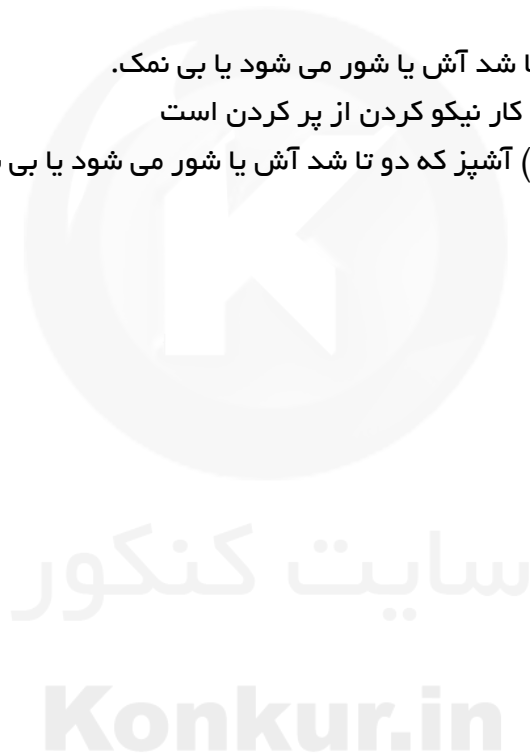 شد آش یا شور می شود یا بی نمک.
کار نیکو کردن از پر کردن است
) آشپز که دو تا شد آش یا شور می شود یا بی
سایت کنکور
Konkur.in